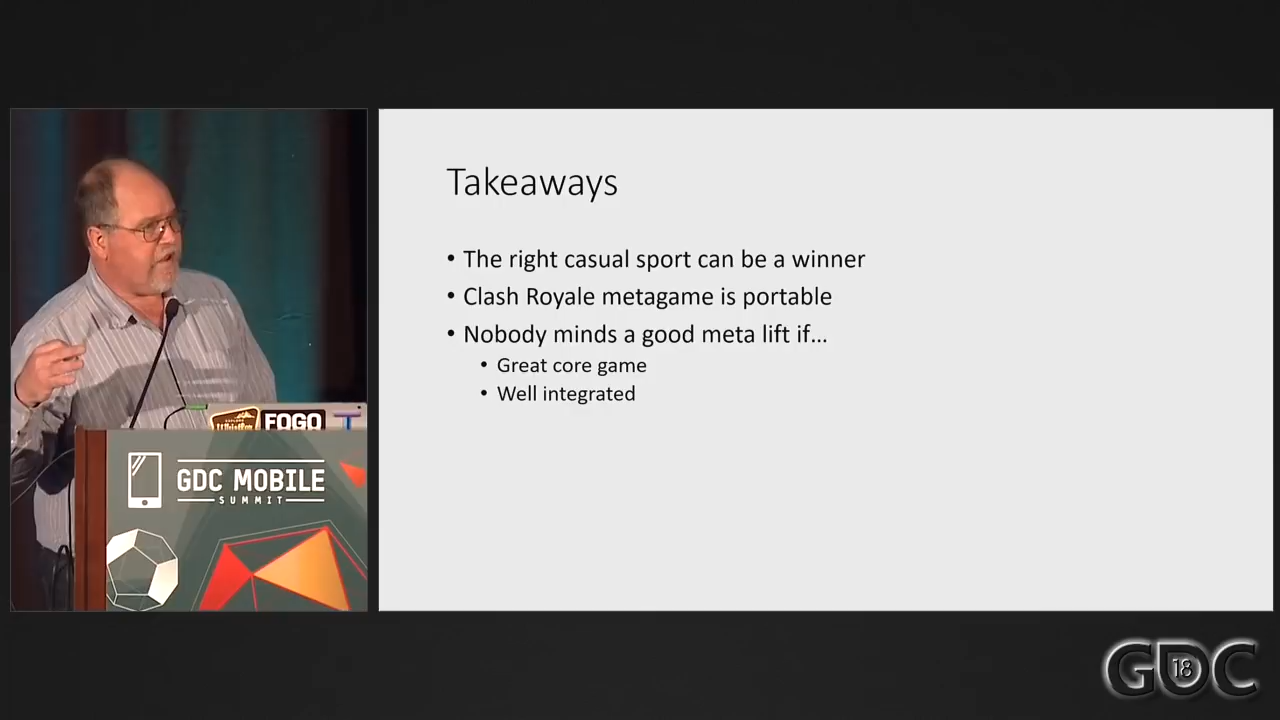 Takeaways
• The right casual sport can be a winner
• Clash Royale metagame is portable
• Nobody minds a good meta lift if…
• Great core game
• Well integrated
FOGO
GDC MOBILE
SUMMIT
GDC
18